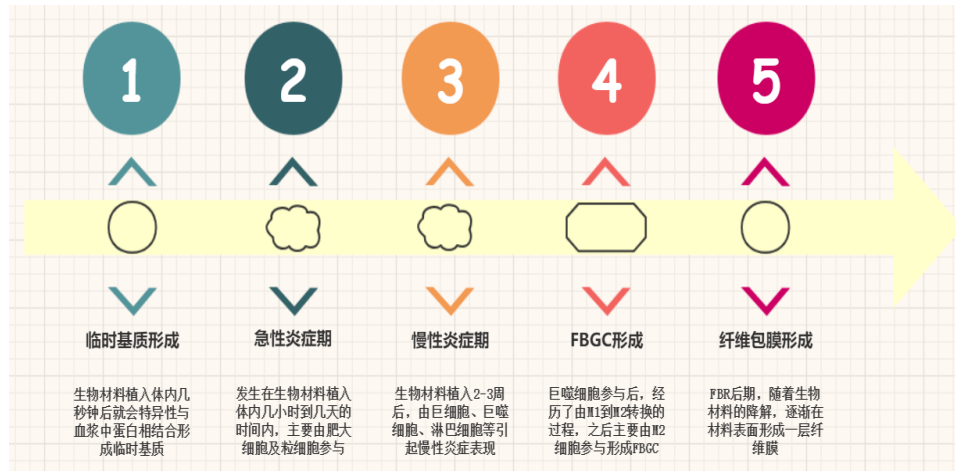 1
2
3
4
5
临时基质形成
急性炎症期
慢性炎症期
FBGC形成
纤维包膜形成
生物材料植入体内几
秒钟后就会特异性与
血浆中蛋白相结合形
成临时基质
发生在生物材料植入
体内几小时到几天的
时间内，主要由肥大
细胞及粒细胞参与
生物材料植入2-3周
后，由巨细胞、巨噬
细胞、淋巴细胞等引
起慢性炎症表现
巨噬细胞参与后，经
历了由M1到M2转换的
过程，之后主要由M2
细胞参与形成FBGC
FBR后期，随着生物
材料的降解，逐渐在
材料表面形成一层纤
维膜